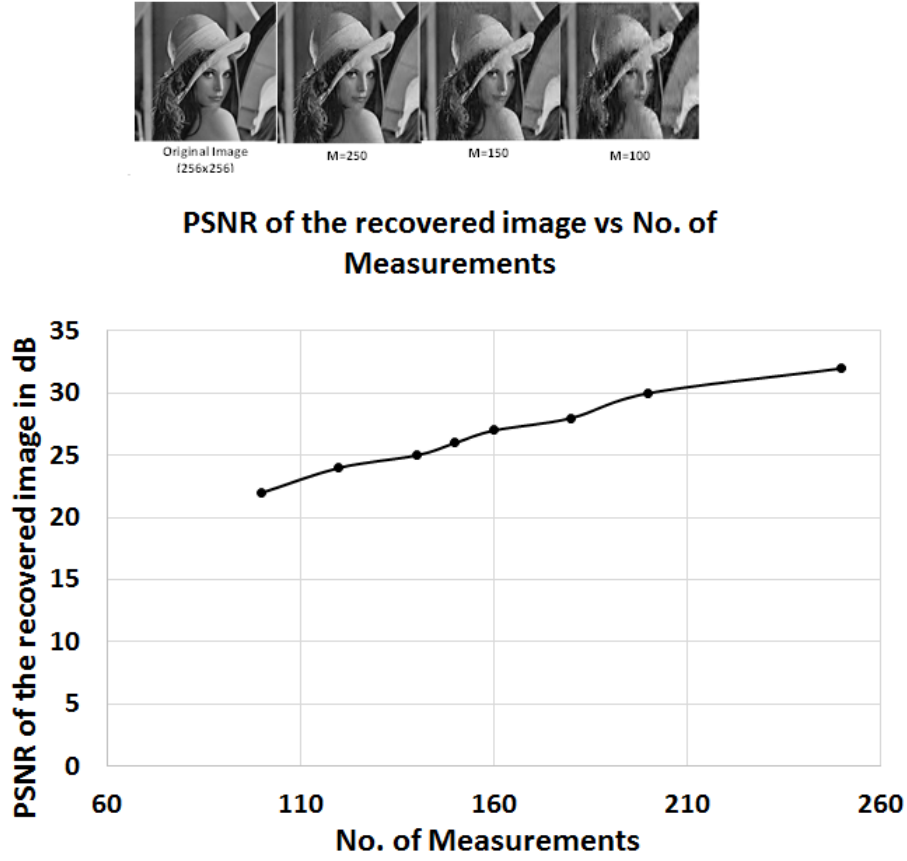 Original Image
(256x256)
M=250
M=150
M=100
PSNR of the recovered image vs No. of
Measurements
PSNR of the recovered image in dB
35
30
25
20
15
10
5
0
60 110 160 210 260
No. of Measurements